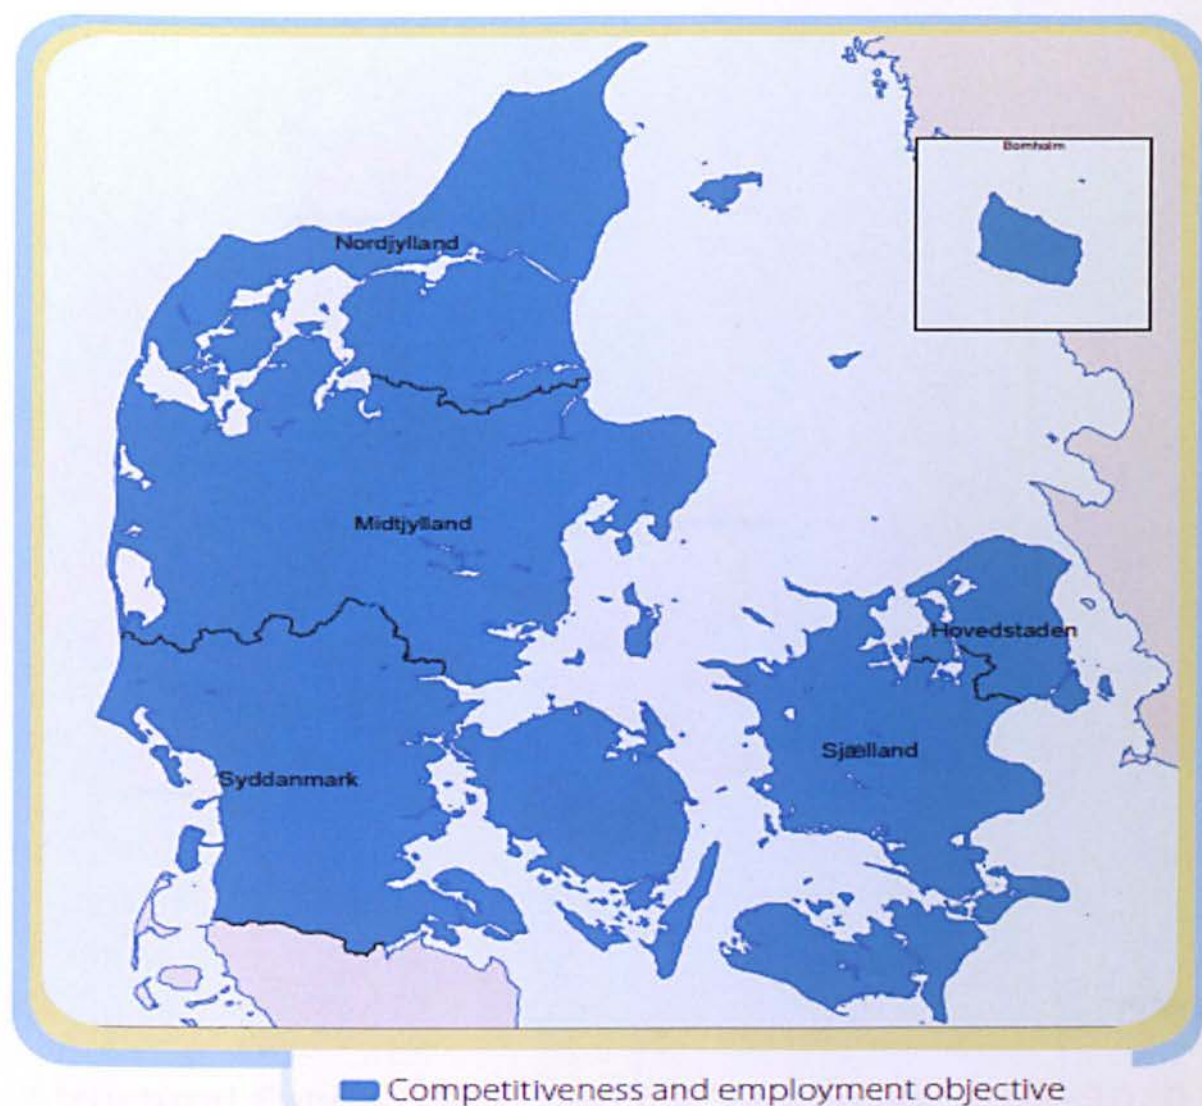 Bornholm
Nordjylland
Midtjylland
Hovedstaden
Sjælland
Syddanmark
Competitiveness and employment objective